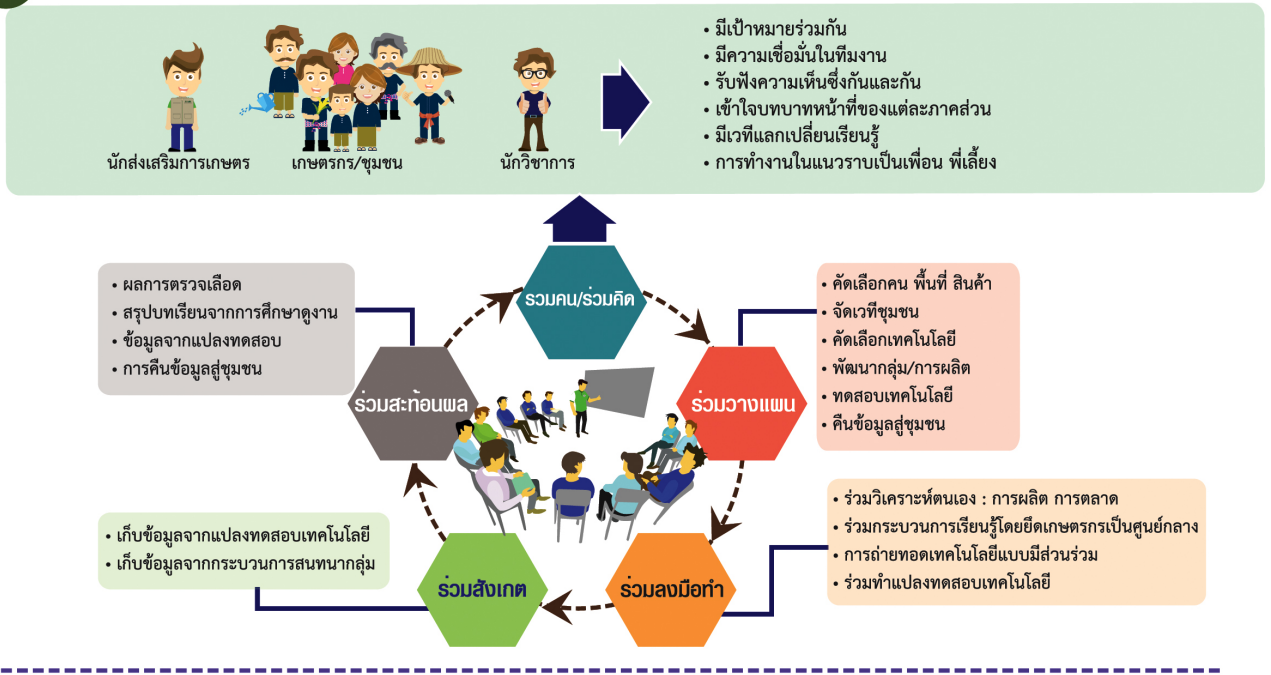 นักส่งเสริมการเกษตร
เกษตรกร/ชุมชน
นักวิชาการ
• มีเป้าหมายร่วมกัน
• มีความเชื่อมั่นในทีมงาน
• รับฟังความเห็นซึ่งกันและกัน
• เข้าใจบทบาทหน้าที่ของแต่ละภาคส่วน
• มีเวทีแลกเปลี่ยนเรียนรู้
• การทำงานในแนวราบเป็นเพื่อน พี่เลี้ยง
รวมคน/ร่วมคิด
ร่วมวางแผน
• คัดเลือกคน พื้นที่ สินค้า
• จัดเวทีชุมชน
• คัดเลือกเทคโนโลยี
• พัฒนากลุ่ม/การผลิต
• ทดสอบเทคโนโลยี
• คืนข้อมูลสู่ชุมชน
ร่วมลงมือทำ
• ร่วมวิเคราะห์ตนเอง : การผลิต การตลาด
• ร่วมกระบวนการเรียนรู้โดยยึดเกษตรกรเป็นศูนย์กลาง
• การถ่ายทอดเทคโนโลยีแบบมีส่วนร่วม
• ร่วมทำแปลงทดสอบเทคโนโลยี
ร่วมสังเกต
• เก็บข้อมูลจากแปลงทดสอบเทคโนโลยี
• เก็บข้อมูลจากกระบวนการสนทนากลุ่ม
ร่วมสะท้อนผล
• ผลการตรวจเลือด
• สรุปบทเรียนจากการศึกษาดูงาน
• ข้อมูลจากแปลงทดสอบ
• การคืนข้อมูลสู่ชุมชน